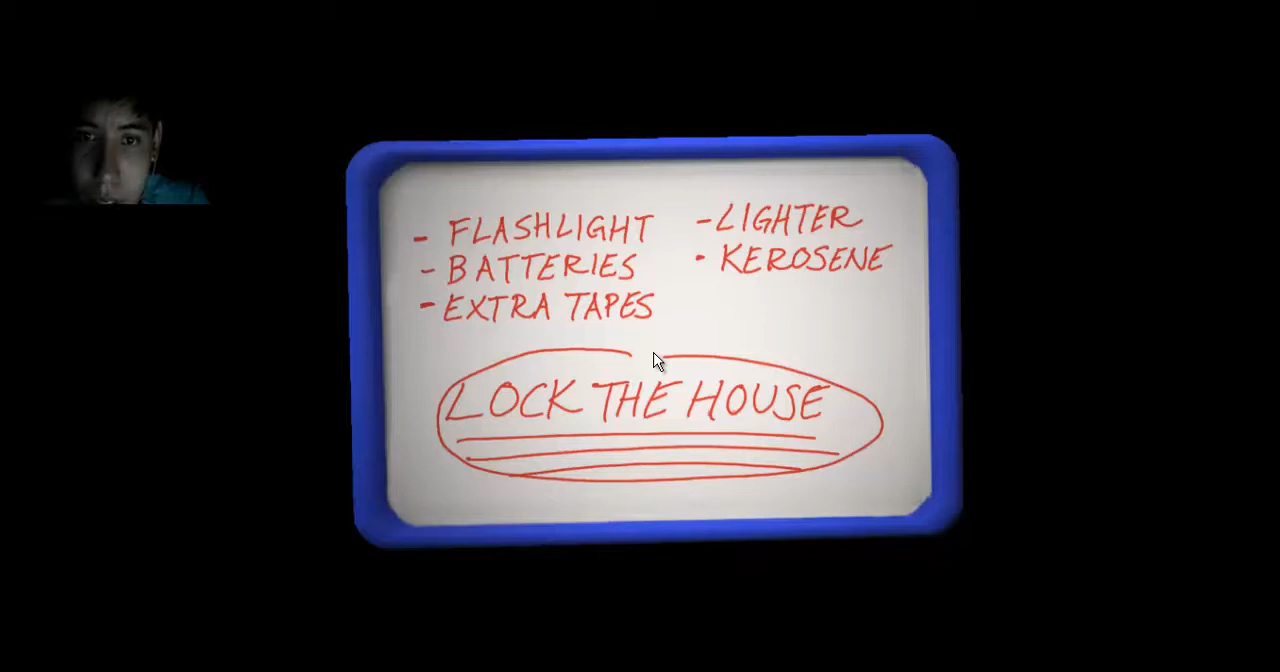 - FLASHLIGHT
- BATTERIES
- EXTRA TAPES
- LIGHTER
- KEROSENE
LOCK THE HOUSE